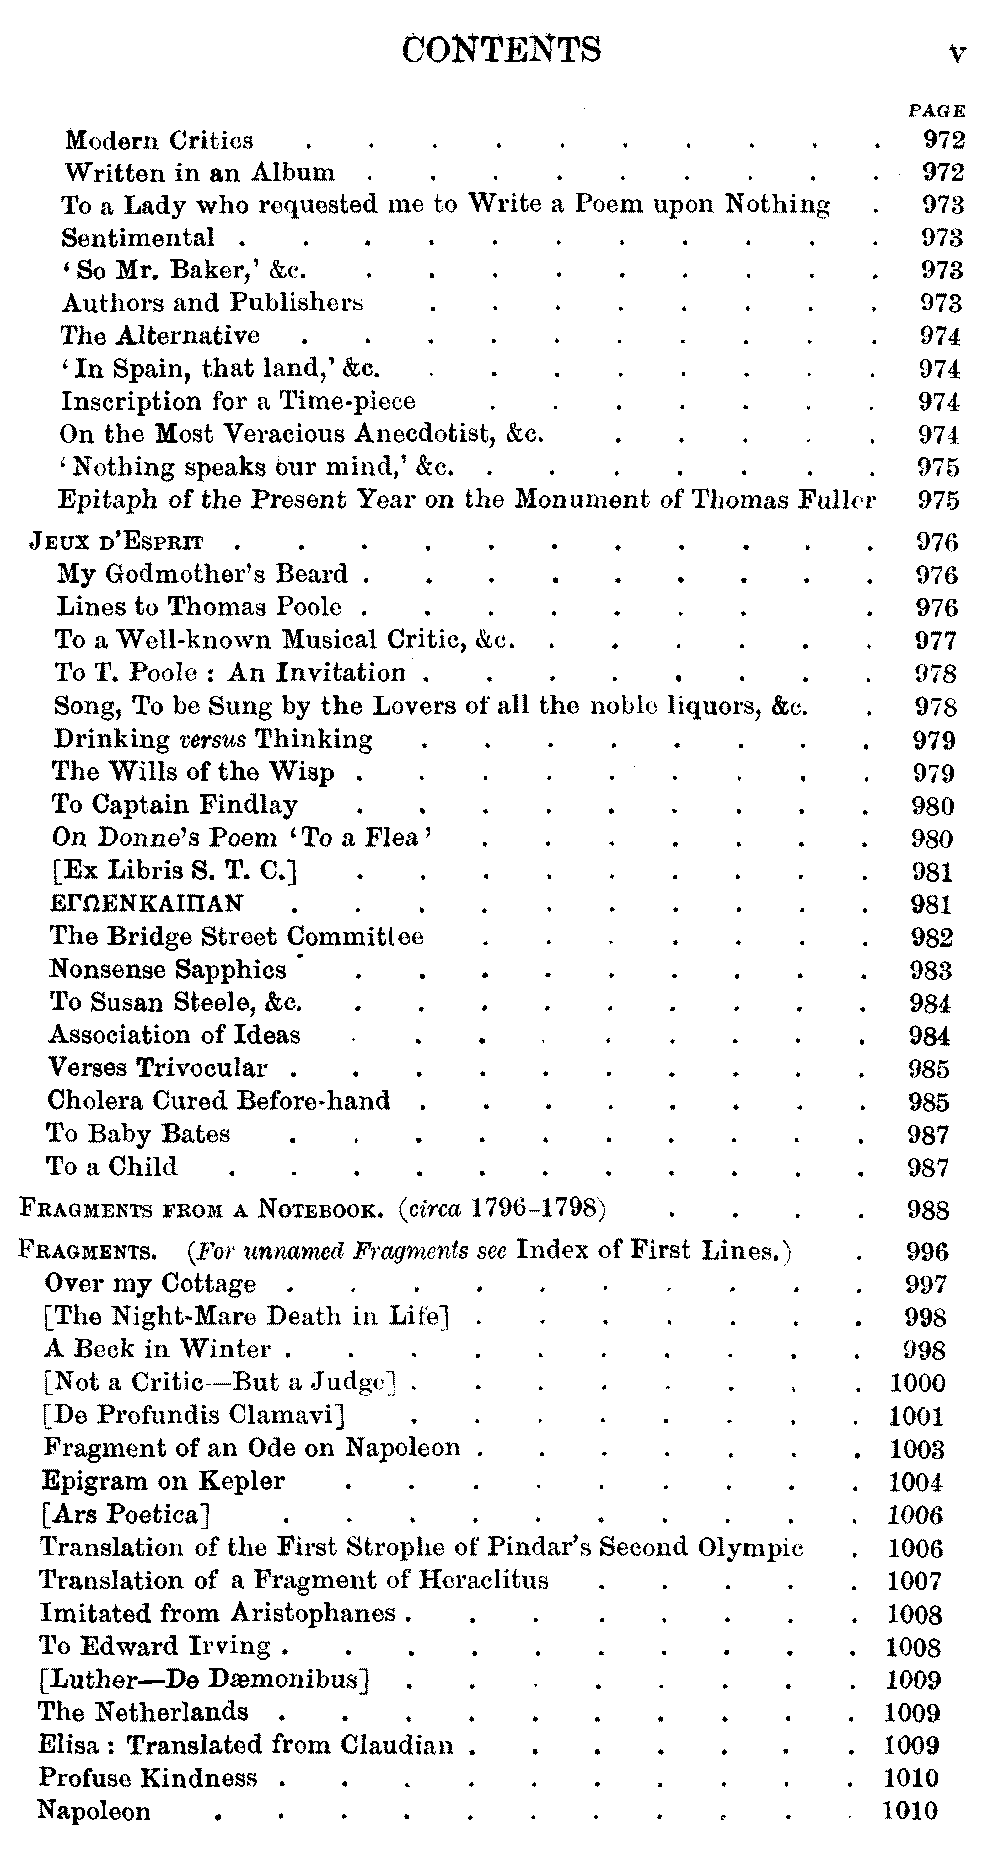 CONTENTS v
PAGE
Modern Critics . . . . . . . . . . 972
Written in an Album . . . . . . . . . 972
To a Lady who requested me to Write a Poem upon Nothing . 973
Sentimental . . . . . . . . . . . 973
‘So Mr. Baker,’ &c. . . . . . . . . . 973
Authors and Publishers . . . . . . . . 973
The Alternative . . . . . . . . . . 974
‘In Spain, that land,’ &c. . . . . . . . . 974
Inscription for a Time-piece . . . . . . . 974
On the Most Veracious Anecdotist, &c. . . . . . 974
‘Nothing speaks our mind,’ &c. . . . . . . . 975
Epitaph of the Present Year on the Monument of Thomas Fuller 975
JEUX D’ESPRIT . . . . . . . . . . . 976
My Godmother’s Beard . . . . . . . . . 976
Lines to Thomas Poole . . . . . . . . 976
To a Well-known Musical Critic, &c. . . . . . . 977
To T. Poole : An Invitation . . . . . . . . 978
Song, To be Sung by the Lovers of all the noble liquors, &c. . 978
Drinking versus Thinking . . . . . . . . 979
The Wills of the Wisp . . . . . . . . . 979
To Captain Findlay . . . . . . . . . 980
On Donne’s Poem ‘To a Flea’ . . . . . . . 980
[Ex Libris S. T. C.] . . . . . . . . . 981
ΕΓΩΕΝΚΑΙΠΑΝ . . . . . . . . . . 981
The Bridge Street Committee . . . . . . . 982
Nonsense Sapphics . . . . . . . . . 983
To Susan Steele, &c. . . . . . . . . . 984
Association of Ideas . . . . . . . . . 984
Verses Trivocular . . . . . . . . . . 985
Cholera Cured Before-hand . . . . . . . . 985
To Baby Bates . . . . . . . . . . 987
To a Child . . . . . . . . . . . 987
FRAGMENTS FROM A NOTEBOOK. (circa 1796–1798) . . . . 988
FRAGMENTS. (For unnamed Fragments see Index of First Lines.) . 996
Over my Cottage . . . . . . . . . . 997
[The Night-Mare Death in Life] . . . . . . . 998
A Beck in Winter . . . . . . . . . . 998
[Not a Critic—But a Judge] . . . . . . . . 1000
[De Profundis Clamavi] . . . . . . . . 1001
Fragment of an Ode on Napoleon . . . . . . . 1003
Epigram on Kepler . . . . . . . . . 1004
[Ars Poetica] . . . . . . . . . . 1006
Translation of the First Strophe of Pindar’s Second Olympic . 1006
Translation of a Fragment of Heraclitus . . . . . 1007
Imitated from Aristophanes . . . . . . . . 1008
To Edward Irving . . . . . . . . . . 1008
[Luther—De Dæmonibus] . . . . . . . . 1009
The Netherlands . . . . . . . . . . 1009
Elisa : Translated from Claudian . . . . . . . 1009
Profuse Kindness . . . . . . . . . . 1010
Napoleon . . . . . . . . . . . 1010